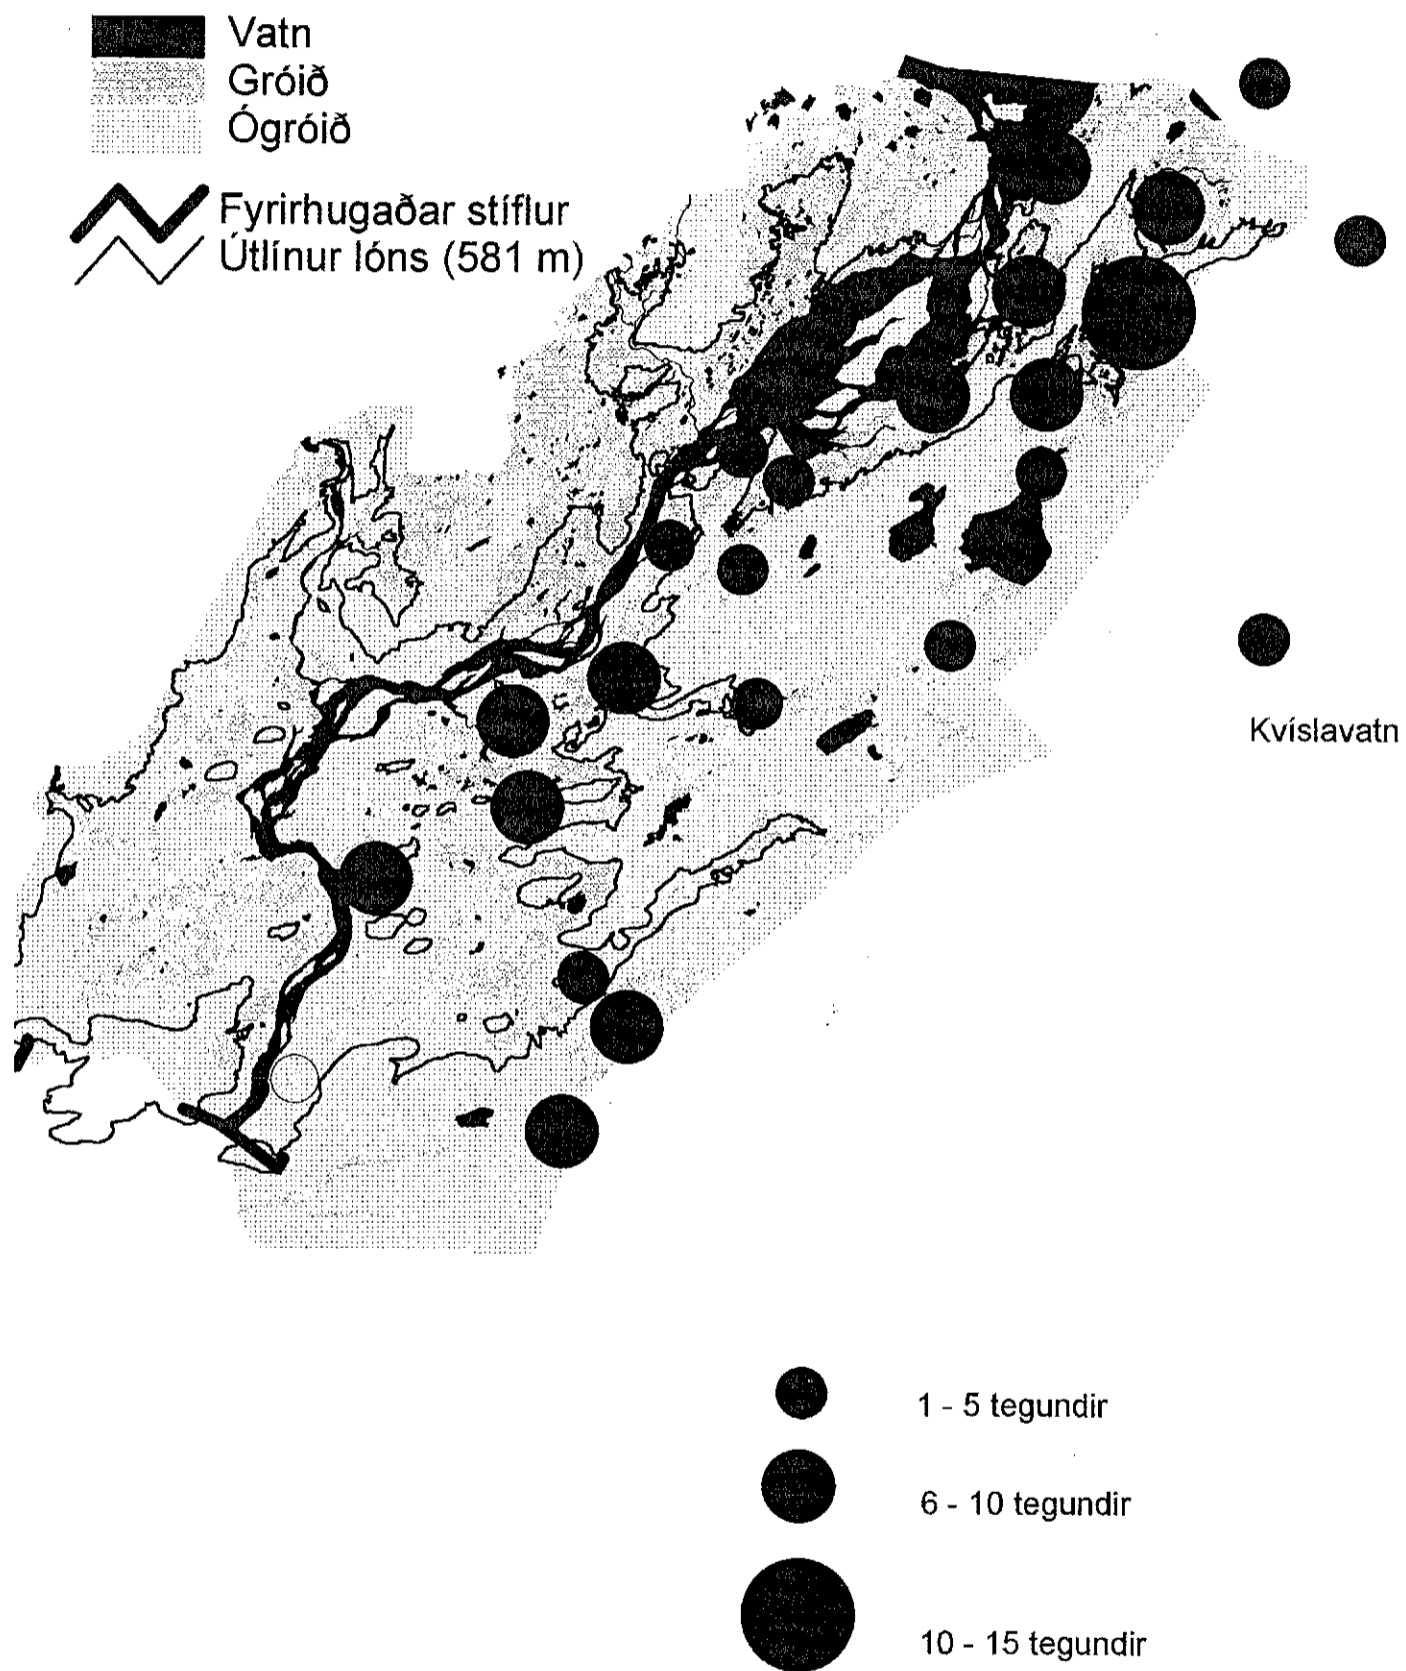 Vatn
Gróið
Ógróið
Fyrirhugaðar stíflur
Útlínur lóns (581 m)
Kvíslavatn
1 - 5 tegundir
6 - 10 tegundir
10 - 15 tegundir